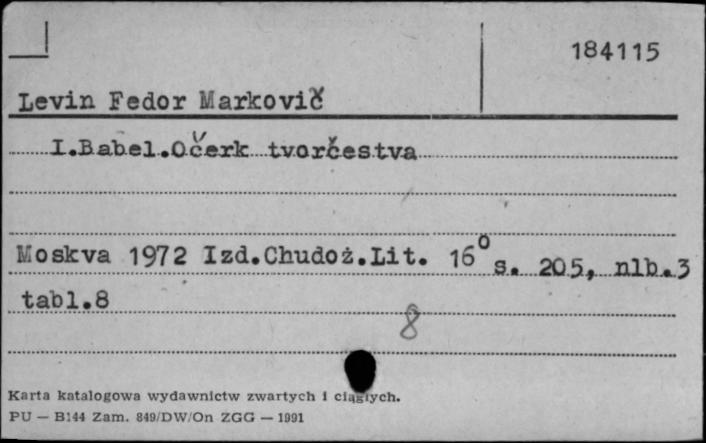 184115
Levin Fedor Markovič
I.Babel.Očerk tvorčestva
Moskva 1972 Izd.Chudoż.Lit. 16⁰ s. 205, nlb.3
tabl.8
8
Karta katalogowa wydawnictw zwartych i ciągłych.
PU — B144 Zam. 849/DW/On ZGG — 1991